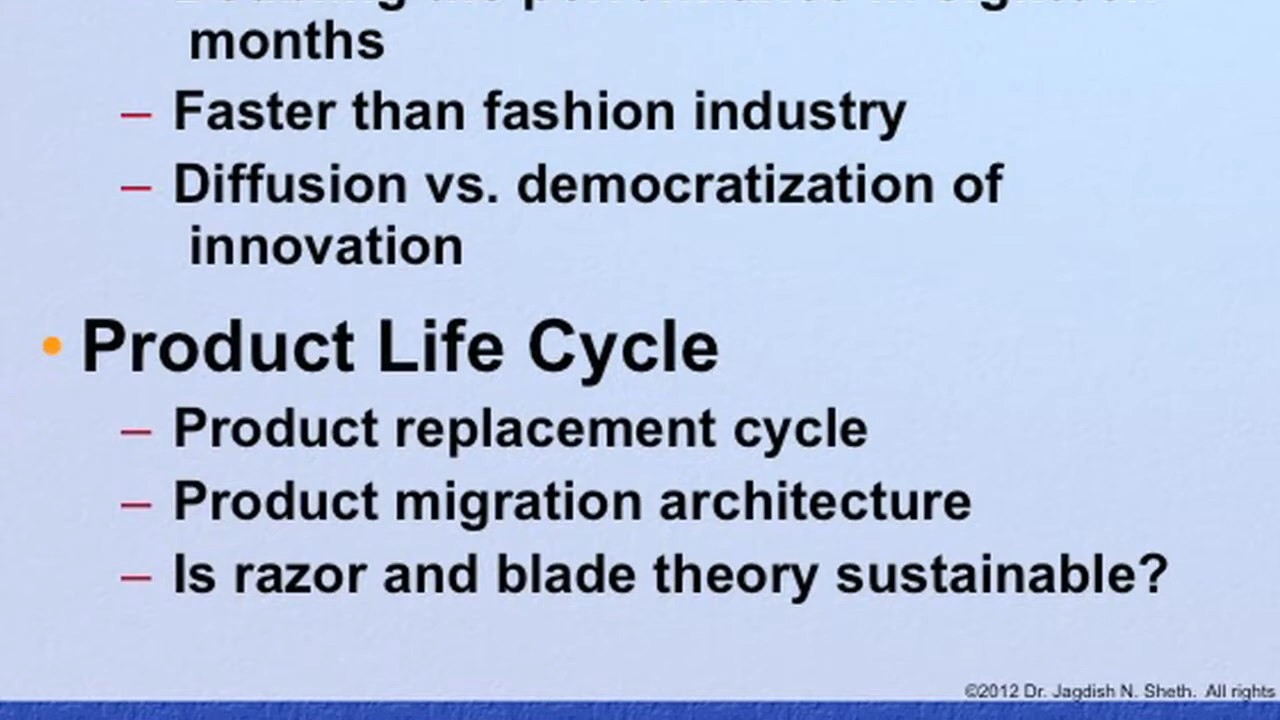 months
– Faster than fashion industry
– Diffusion vs. democratization of
innovation
• Product Life Cycle
– Product replacement cycle
– Product migration architecture
– Is razor and blade theory sustainable?
©2012 Dr. Jagdish N. Sheth. All rights